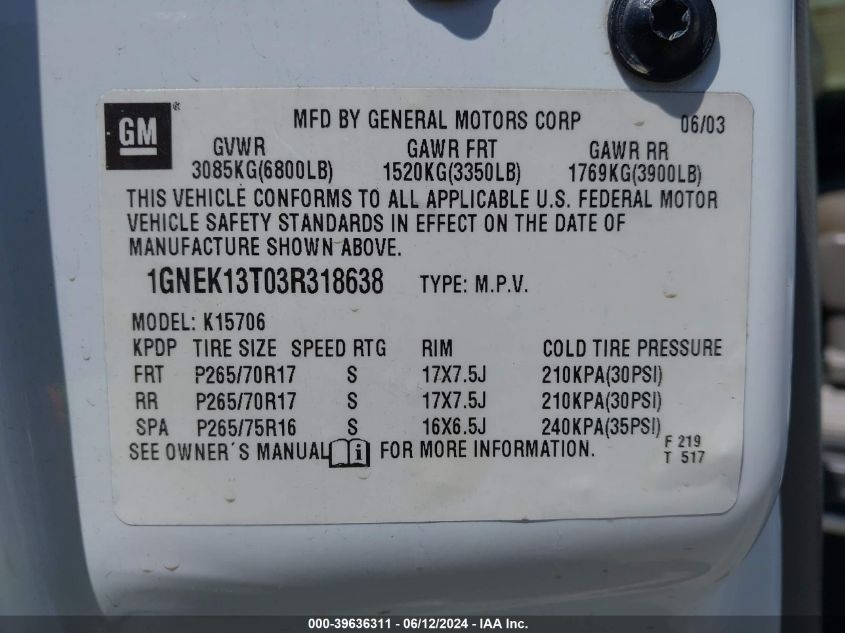 GM®
MFD BY GENERAL MOTORS CORP 06/03
GVWR GAWR FRT GAWR RR
3085KG(6800LB) 1520KG(3350LB) 1769KG(3900LB)
THIS VEHICLE CONFORMS TO ALL APPLICABLE U.S. FEDERAL MOTOR
VEHICLE SAFETY STANDARDS IN EFFECT ON THE DATE OF
MANUFACTURE SHOWN ABOVE.
1GNEK13T03R318638 TYPE: M.P.V.
MODEL: K15706
KPDP TIRE SIZE SPEED RTG RIM COLD TIRE PRESSURE
FRT P265/70R17 S 17X7.5J 210KPA(30PSI)
RR P265/70R17 S 17X7.5J 210KPA(30PSI)
SPA P265/75R16 S 16X6.5J 240KPA(35PSI)
SEE OWNER´S MANUAL i FOR MORE INFORMATION.
F 219
T 517
000-39636311 - 06/12/2024 - IAA Inc.